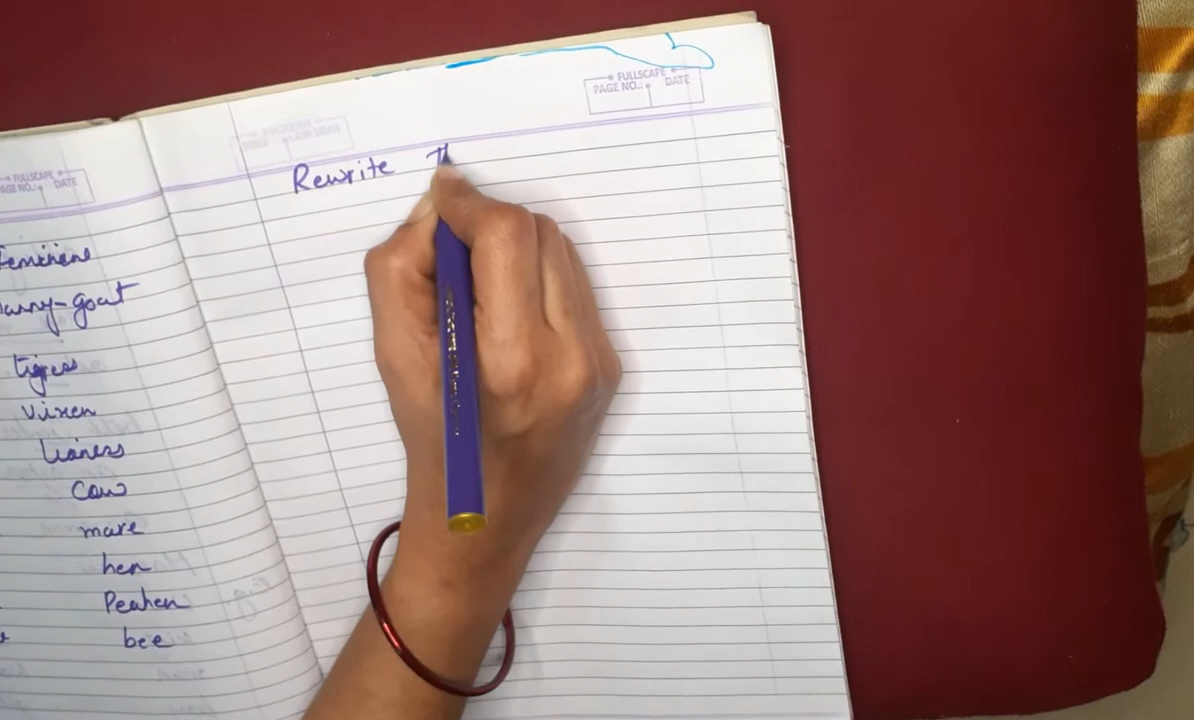 FULLSCAPE
PAGE NO.: DATE
Feminine
tigress
vixen
lioness
Cow
mare
hen
Peahen
bee
FULLSCAPE
PAGE NO.: DATE
Rewrite